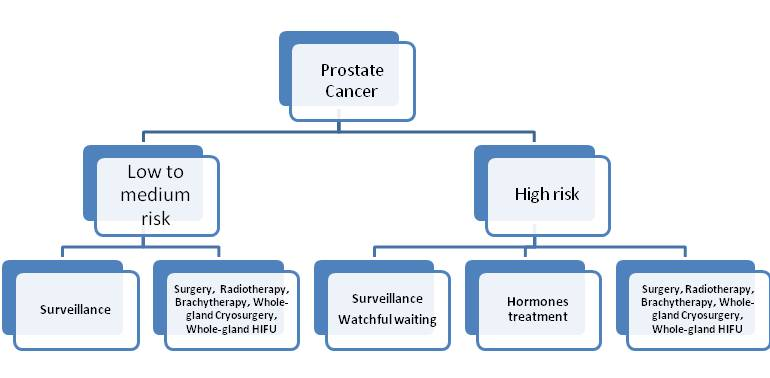 Prostate
Cancer
Low to
medium
risk
High risk
Surveillance
Surgery, Radiotherapy,
Brachytherapy, Whole-
gland Cryosurgery,
Whole-gland HIFU
Surveillance
Watchful waiting
Hormones
treatment
Surgery, Radiotherapy,
Brachytherapy, Whole-
gland Cryosurgery,
Whole-gland HIFU